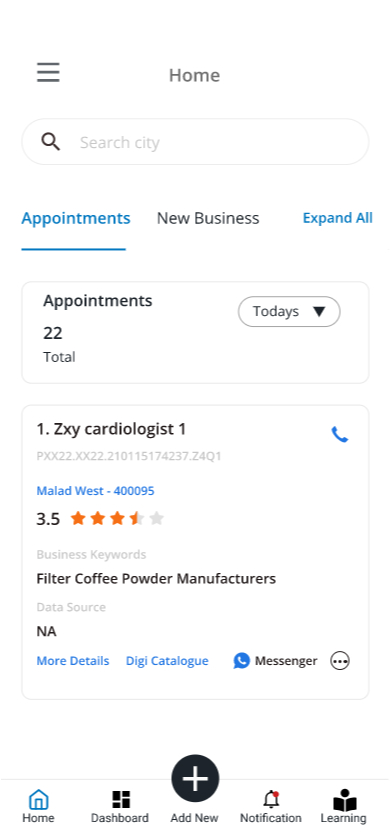 Home
Search city
Appointments New Business Expand All
Appointments
Todays
22
Total
1. Zxy cardiologist 1
PXX22.XX22.210115174237.Z4Q1
Malad West - 400095
3.5
Business Keywords
Filter Coffee Powder Manufacturers
Data Source
NA
More Details Digi Catalogue Messenger
Home Dashboard Add New Notification Learning